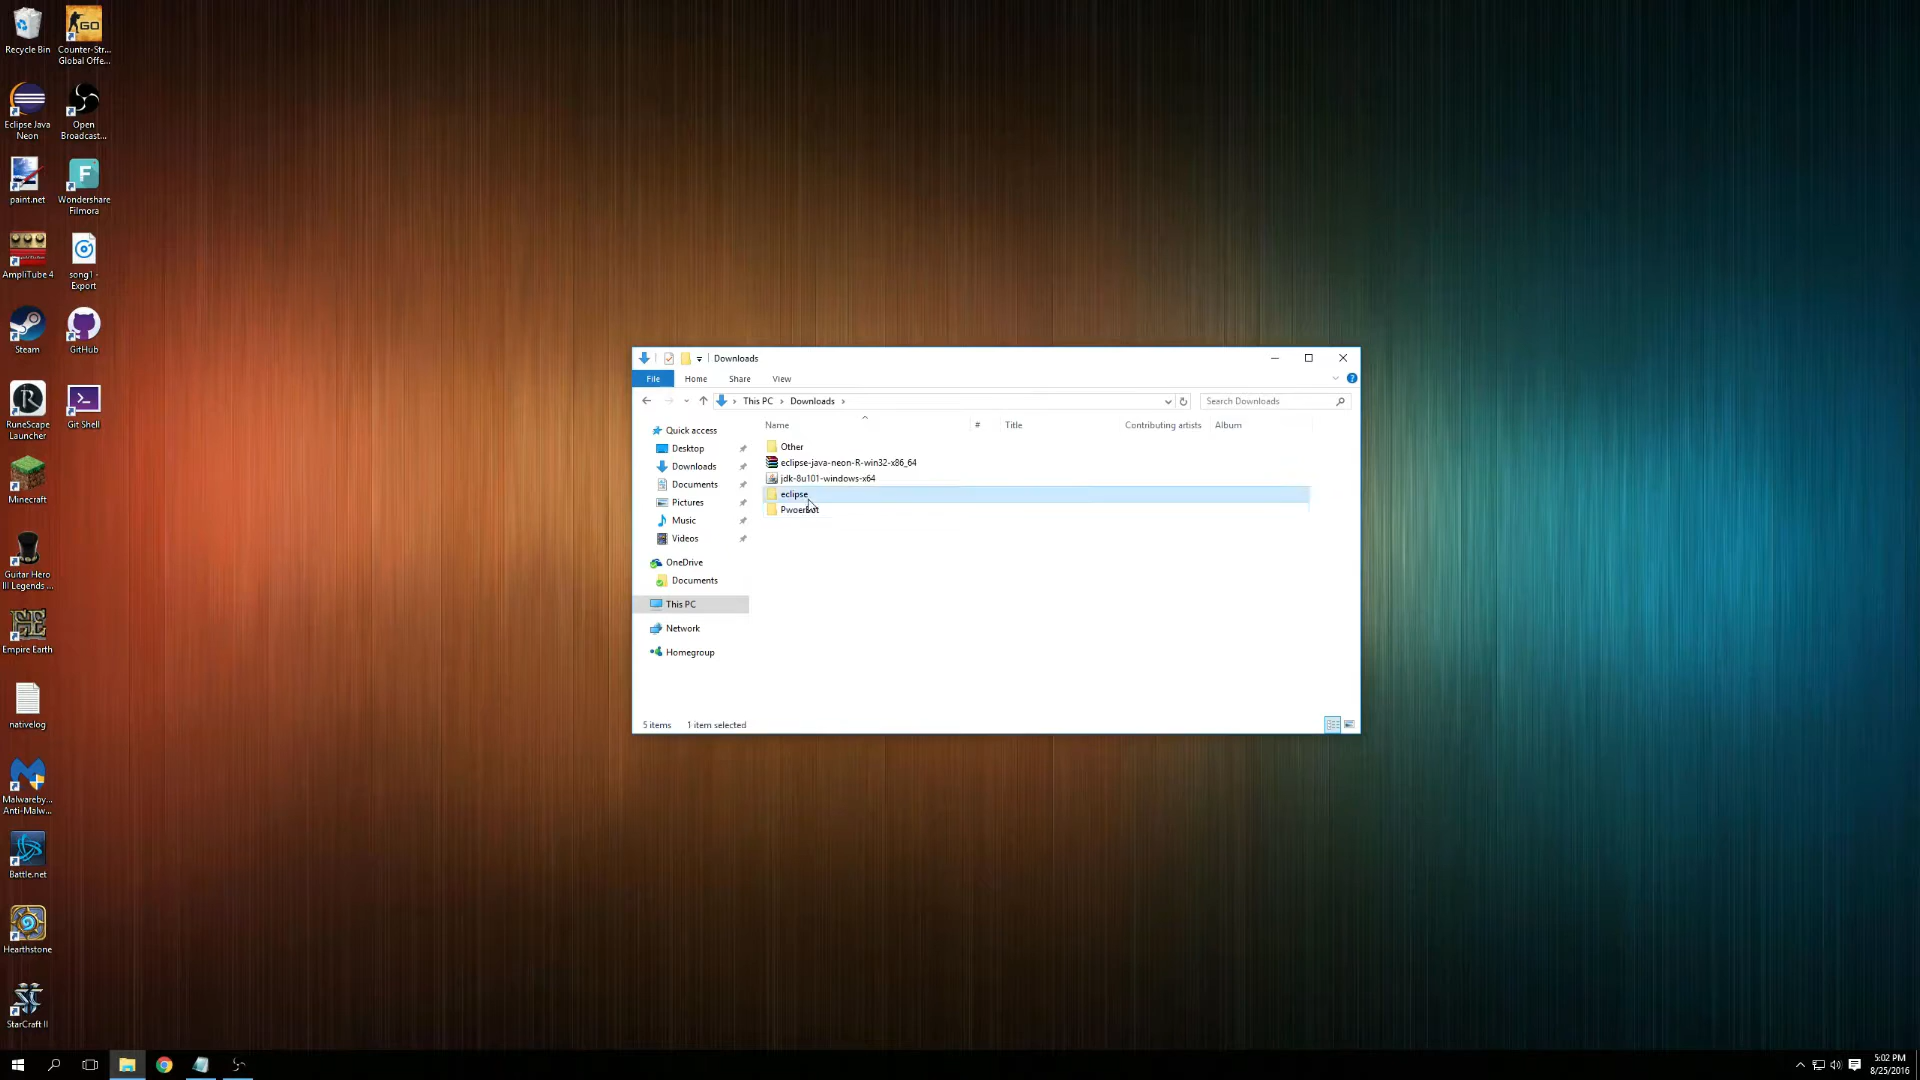 Recycle Bin
Counter-Str...
Global Offe...
Eclipse Java
Neon
Open
Broadcast...
paint.net
Wondershare
Filmora
AmpliTube 4
song1 -
Export
Steam
GitHub
RuneScape
Launcher
Git Shell
Minecraft
Guitar Hero
III Legends ...
Empire Earth
nativelog
Malwareby...
Anti-Malw...
Battle.net
Hearthstone
StarCraft II
Downloads
File
Home
Share
View
This PC
Downloads
Search Downloads
Quick access
Desktop
Downloads
Documents
Pictures
Music
Videos
OneDrive
Documents
This PC
Network
Homegroup
Name
#
Title
Contributing artists
Album
Other
eclipse-java-neon-R-win32-x86_64
jdk-8u101-windows-x64
eclipse
5 items
1 item selected
5:02 PM
8/25/2016